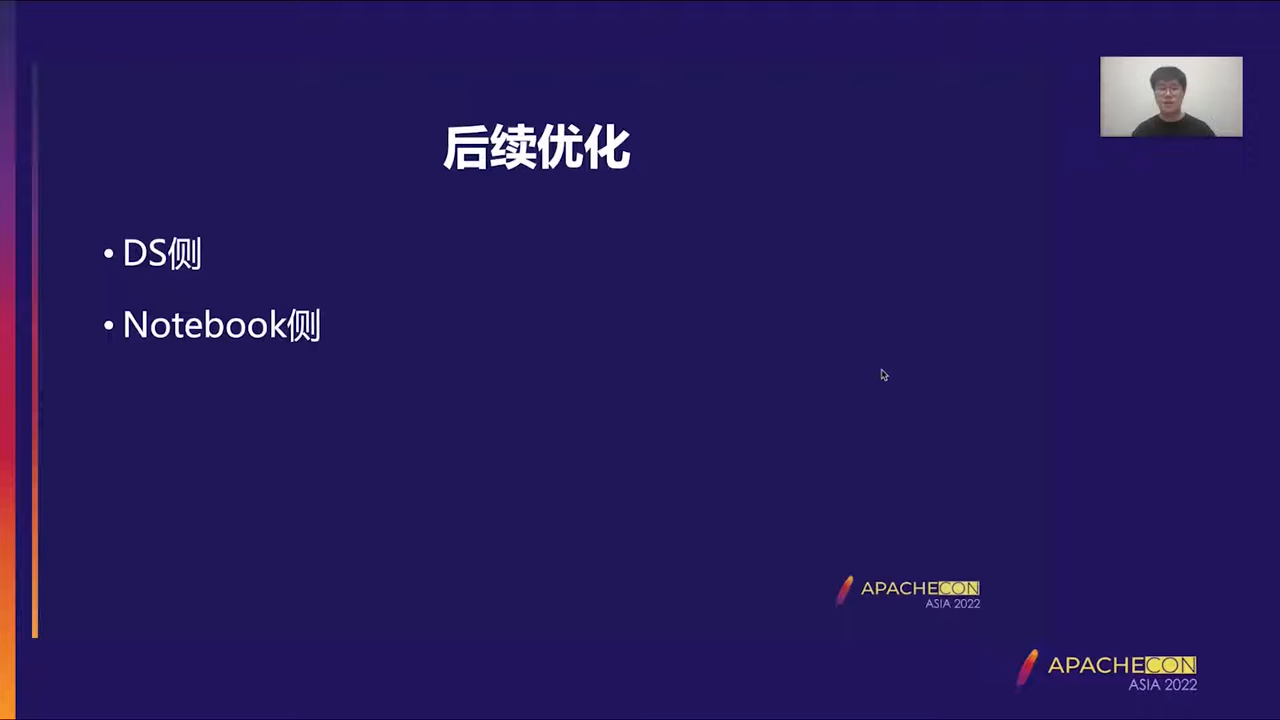 后续优化
• DS侧
• Notebook侧
APACHECON
ASIA 2022
APACHECON
ASIA 2022